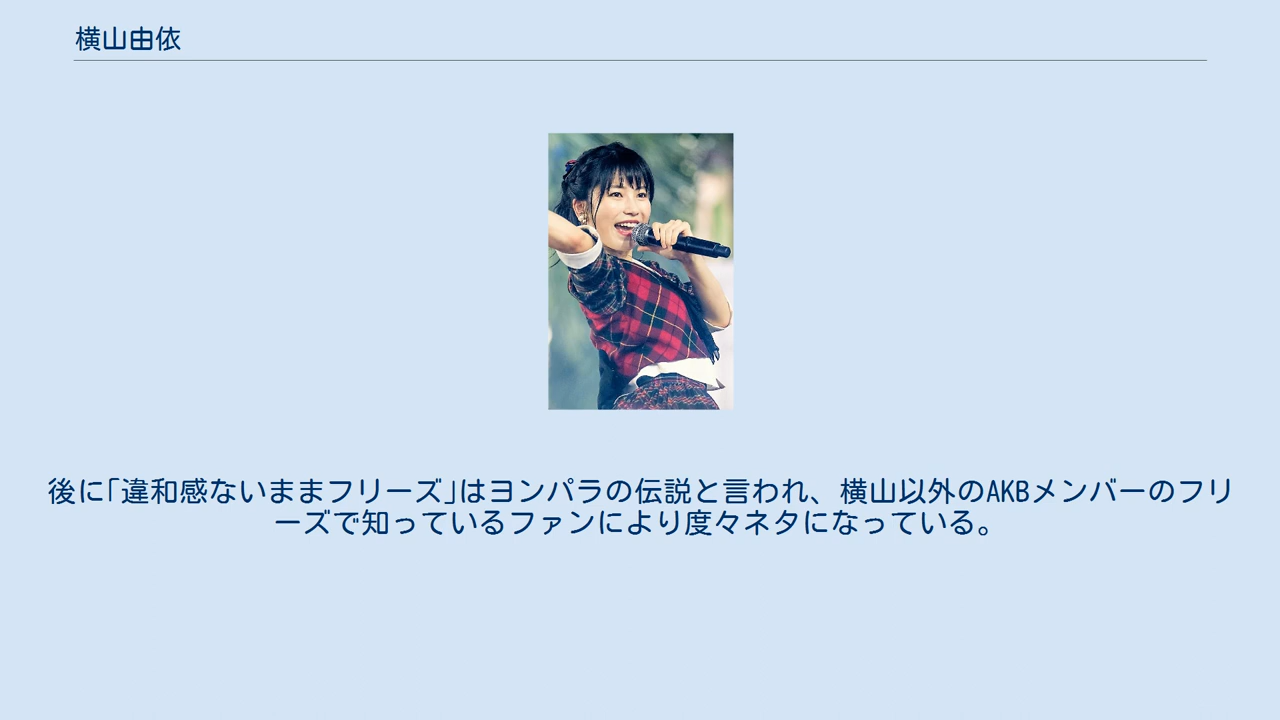 横山由依
後に｢違和感ないままフリーズ｣はヨンパラの伝説と言われ、横山以外のAKBメンバーのフリ
ーズで知っているファンにより度々ネタになっている。